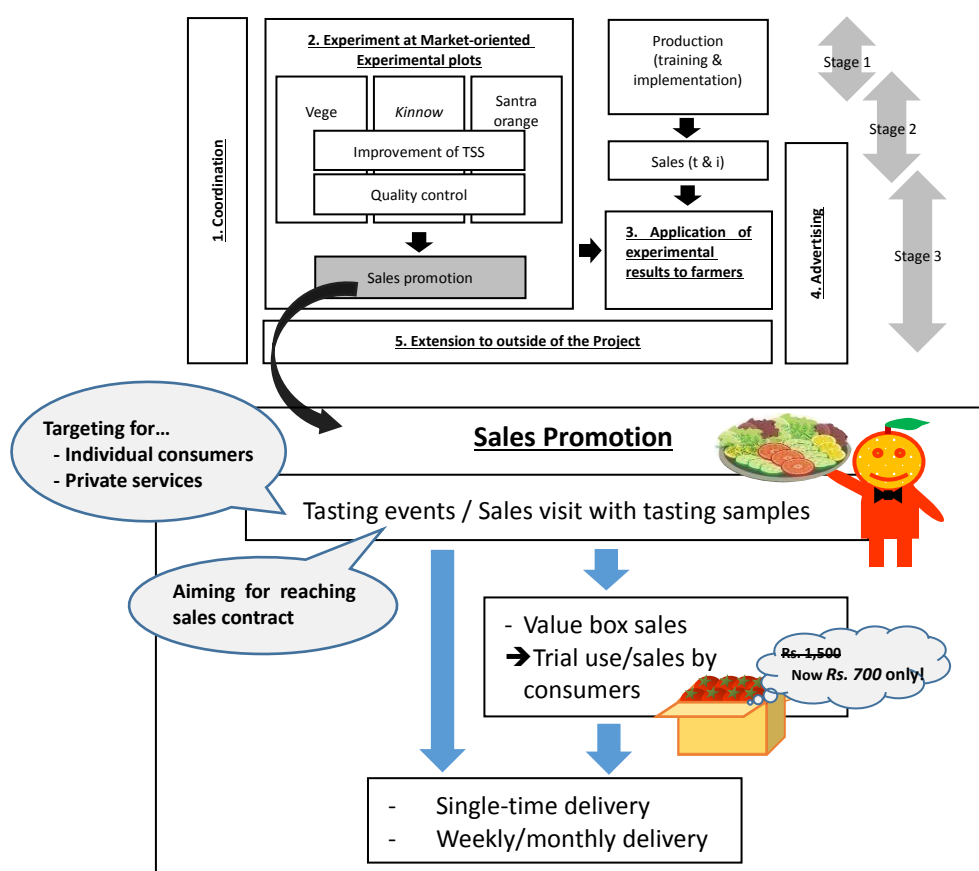 1. Coordination
2. Experiment at Market-oriented
Experimental plots
Vege
Kinnow
Santra
orange
Improvement of TSS
Quality control
Sales promotion
Production
(training &
implementation)
Sales (t & i)
3. Application of
experimental
results to farmers
4. Advertising
Stage 1
Stage 2
Stage 3
5. Extension to outside of the Project
Targeting for...
- Individual consumers
- Private services
Sales Promotion
Tasting events / Sales visit with tasting samples
Aiming for reaching
sales contract
- Value box sales
➔Trial use/sales by
consumers
Rs. 1,500
Now Rs. 700 only!
- Single-time delivery
- Weekly/monthly delivery